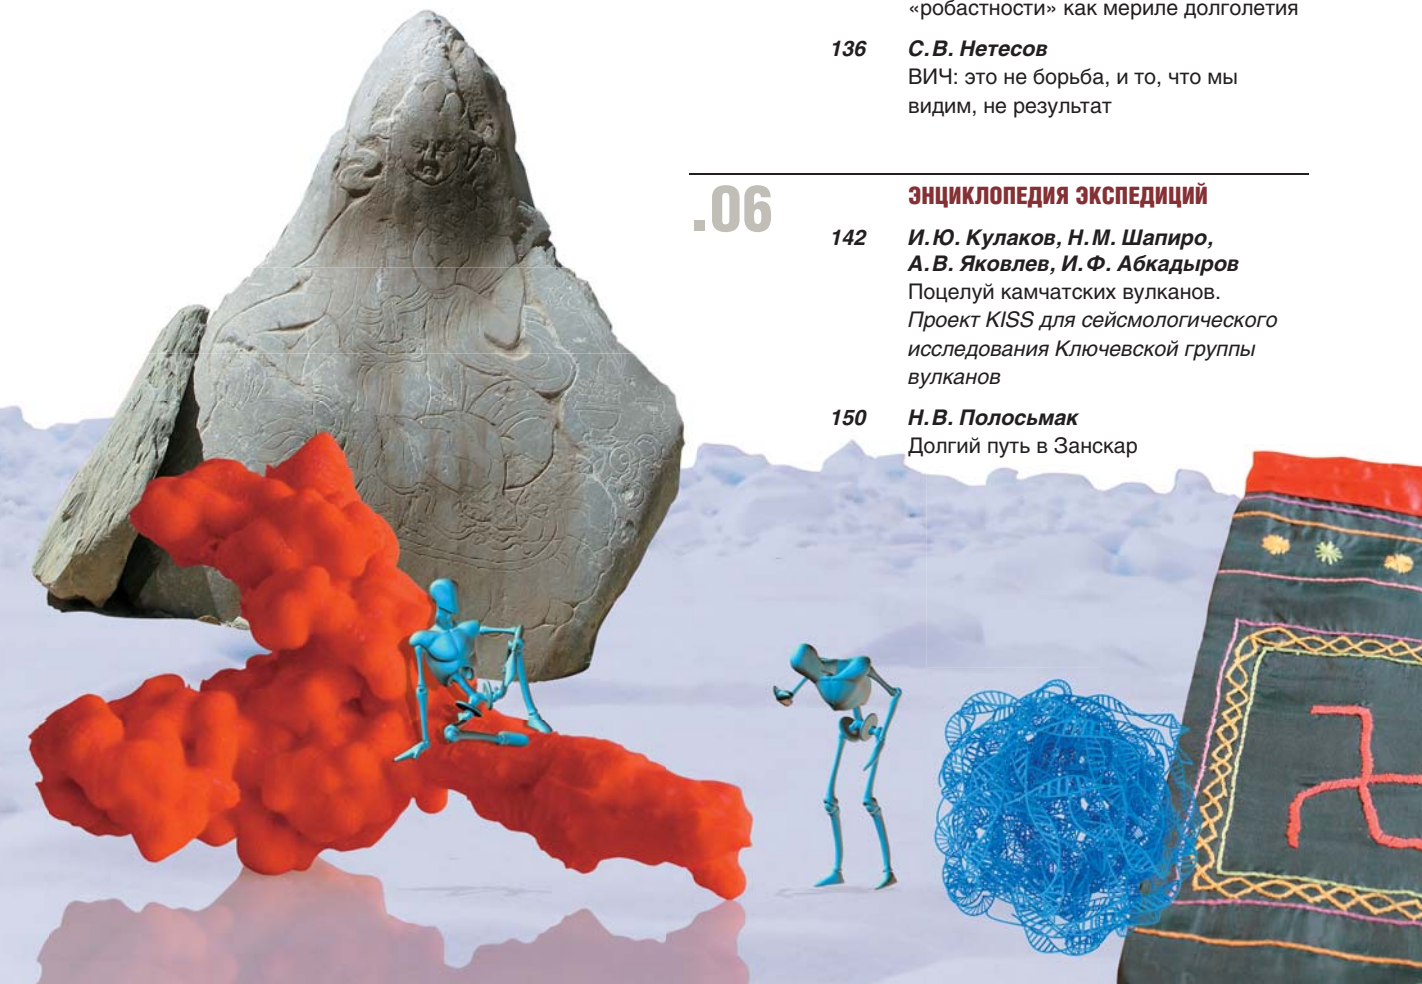 «робастности» как мериле долголетия
136 С.В. Нетесов
ВИЧ: это не борьба, и то, что мы
видим, не результат
.06 ЭНЦИКЛОПЕДИЯ ЭКСПЕДИЦИЙ
142 И.Ю. Кулаков, Н.М. Шапиро,
А.В. Яковлев, И.Ф. Абкадыров
Поцелуй камчатских вулканов.
Проект KISS для сейсмологического
исследования Ключевской группы
вулканов
150 Н.В. Полосьмак
Долгий путь в Занскар